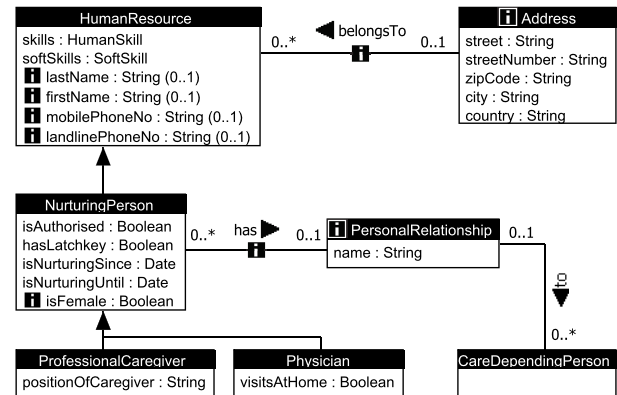 HumanResource
skills : HumanSkill
softSkills : SoftSkill
i lastName : String (0..1)
i firstName : String (0..1)
i mobilePhoneNo : String (0..1)
i landlinePhoneNo : String (0..1)
belongsTo
0..*
i
0..1
i Address
street : String
streetNumber : String
zipCode : String
city : String
country : String
NurturingPerson
isAuthorised : Boolean
hasLatchkey : Boolean
isNurturingSince : Date
isNurturingUntil : Date
i isFemale : Boolean
has
0..*
i
0..1
i PersonalRelationship
name : String
0..1
to
0..*
ProfessionalCaregiver
positionOfCaregiver : String
Physician
visitsAtHome : Boolean
CareDependingPerson